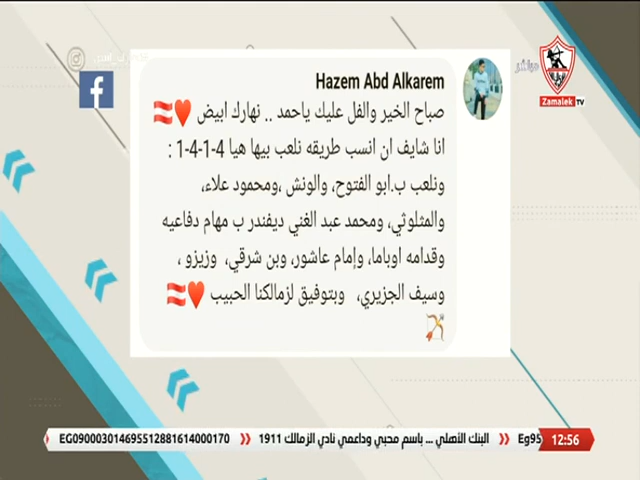 مباشر
Zamalek TV
Hazem Abd Alkarem
صباح الخير والفل عليك ياحمد .. نهارك ابيض
انا شايف ان انسب طريقه نلعب بيها هيا 4-1-4-1 :
ونلعب ب.ابو الفتوح، والونش ،ومحمود علاء،
والمثلوثي، ومحمد عبد الغني ديفندر ب مهام دفاعيه
وقدامه اوباما، وإمام عاشور، وبن شرقي، وزيزو ،
وسيف الجزيري، وبتوفيق لزمالكنا الحبيب
12:56 Eg95 البنك الأهلي ... باسم محبي وداعمي نادي الزمالك 1911 EG090003014695512881614000170